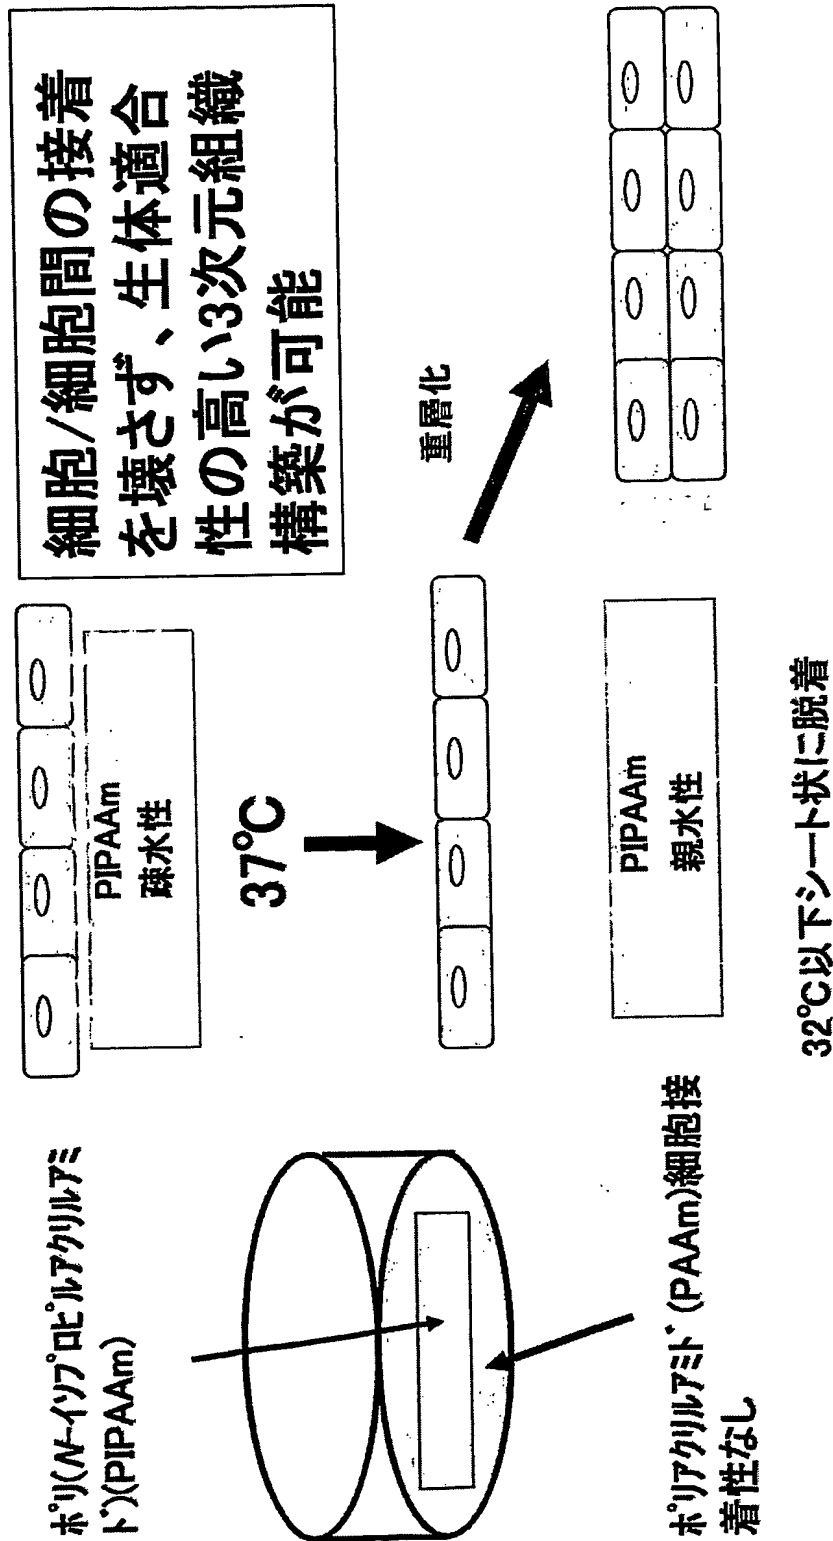 ﾎﾟﾘ(N-ｲｿﾌﾟﾛﾋﾟﾙｱｸﾘﾙｱﾐ
ﾄﾞ)(PIPAAm)
ﾎﾟﾘｱｸﾘﾙｱﾐﾄﾞ(PAAm)細胞接
着性なし
PIPAAm
疎水性
37℃
PIPAAm
親水性
32℃以下シート状に脱着
細胞/細胞間の接着
を壊さず、生体適合
性の高い3次元組織
構築が可能
重層化